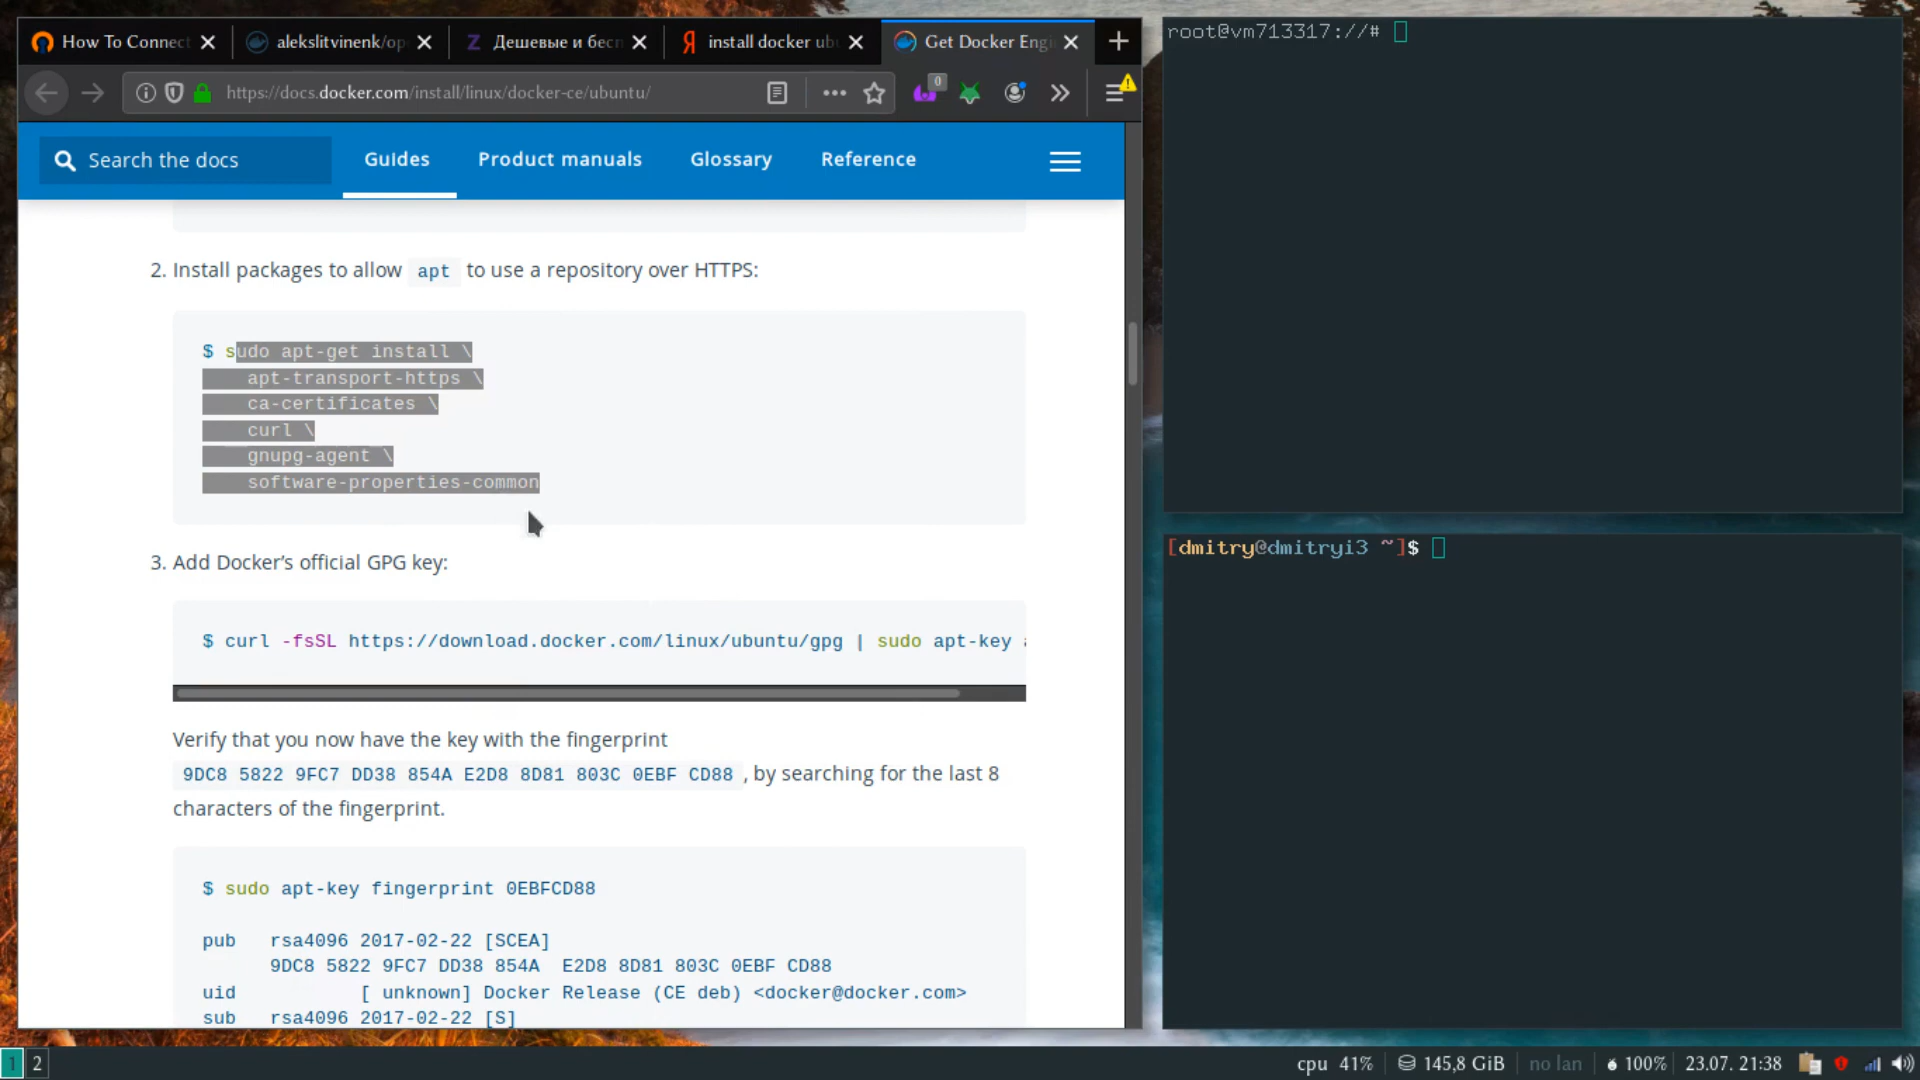 How To Connect
alekslitvinenk/op
Дешевые и бесп
install docker ub
Get Docker Engi
https://docs.docker.com/install/linux/docker-ce/ubuntu/
0
Search the docs
Guides
Product manuals
Glossary
Reference
2. Install packages to allow apt to use a repository over HTTPS:
$ sudo apt-get install \
apt-transport-https \
ca-certificates \
curl \
gnupg-agent \
software-properties-common
3. Add Docker’s official GPG key:
$ curl -fsSL https://download.docker.com/linux/ubuntu/gpg | sudo apt-key a
Verify that you now have the key with the fingerprint
9DC8 5822 9FC7 DD38 854A E2D8 8D81 803C 0EBF CD88 , by searching for the last 8
characters of the fingerprint.
$ sudo apt-key fingerprint 0EBFCD88
pub rsa4096 2017-02-22 [SCEA]
9DC8 5822 9FC7 DD38 854A E2D8 8D81 803C 0EBF CD88
uid [ unknown] Docker Release (CE deb) <docker@docker.com>
sub rsa4096 2017-02-22 [S]
root@vm713317://#
[dmitry@dmitryi3 ~]$
1 2
cpu 41% 145,8 GiB no lan 100% 23.07. 21:38